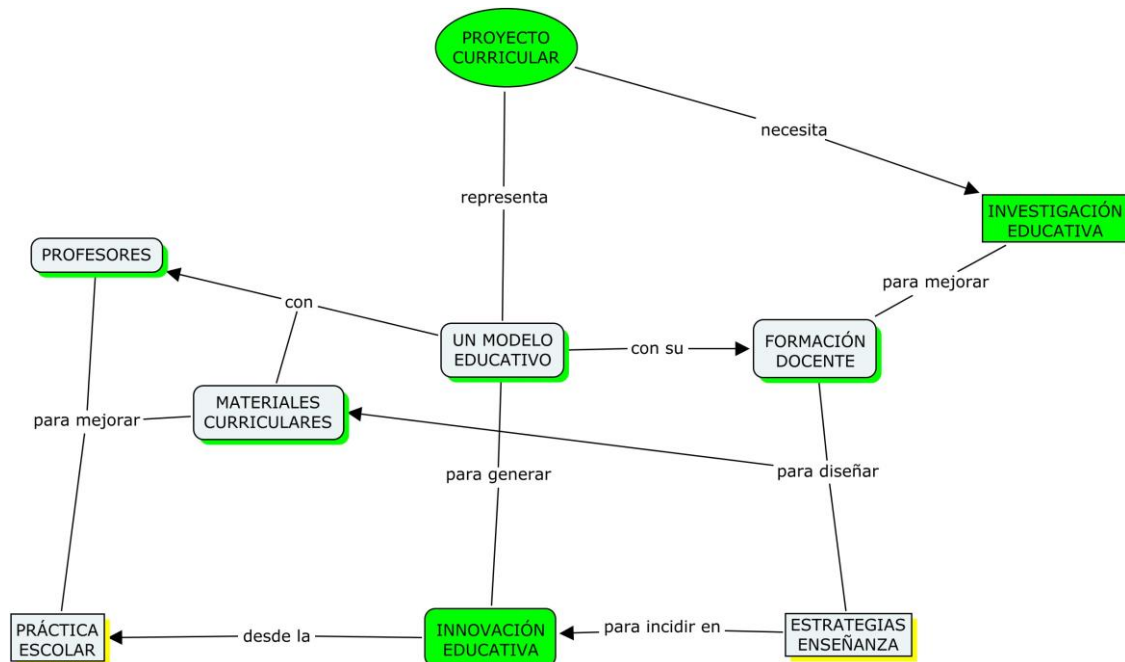 PROYECTO
CURRICULAR
necesita
representa
INVESTIGACIÓN
EDUCATIVA
PROFESORES
para mejorar
con
UN MODELO
EDUCATIVO
con su
FORMACIÓN
DOCENTE
MATERIALES
CURRICULARES
para mejorar
para generar
para diseñar
PRÁCTICA
ESCOLAR
desde la
INNOVACIÓN
EDUCATIVA
para incidir en
ESTRATEGIAS
ENSEÑANZA